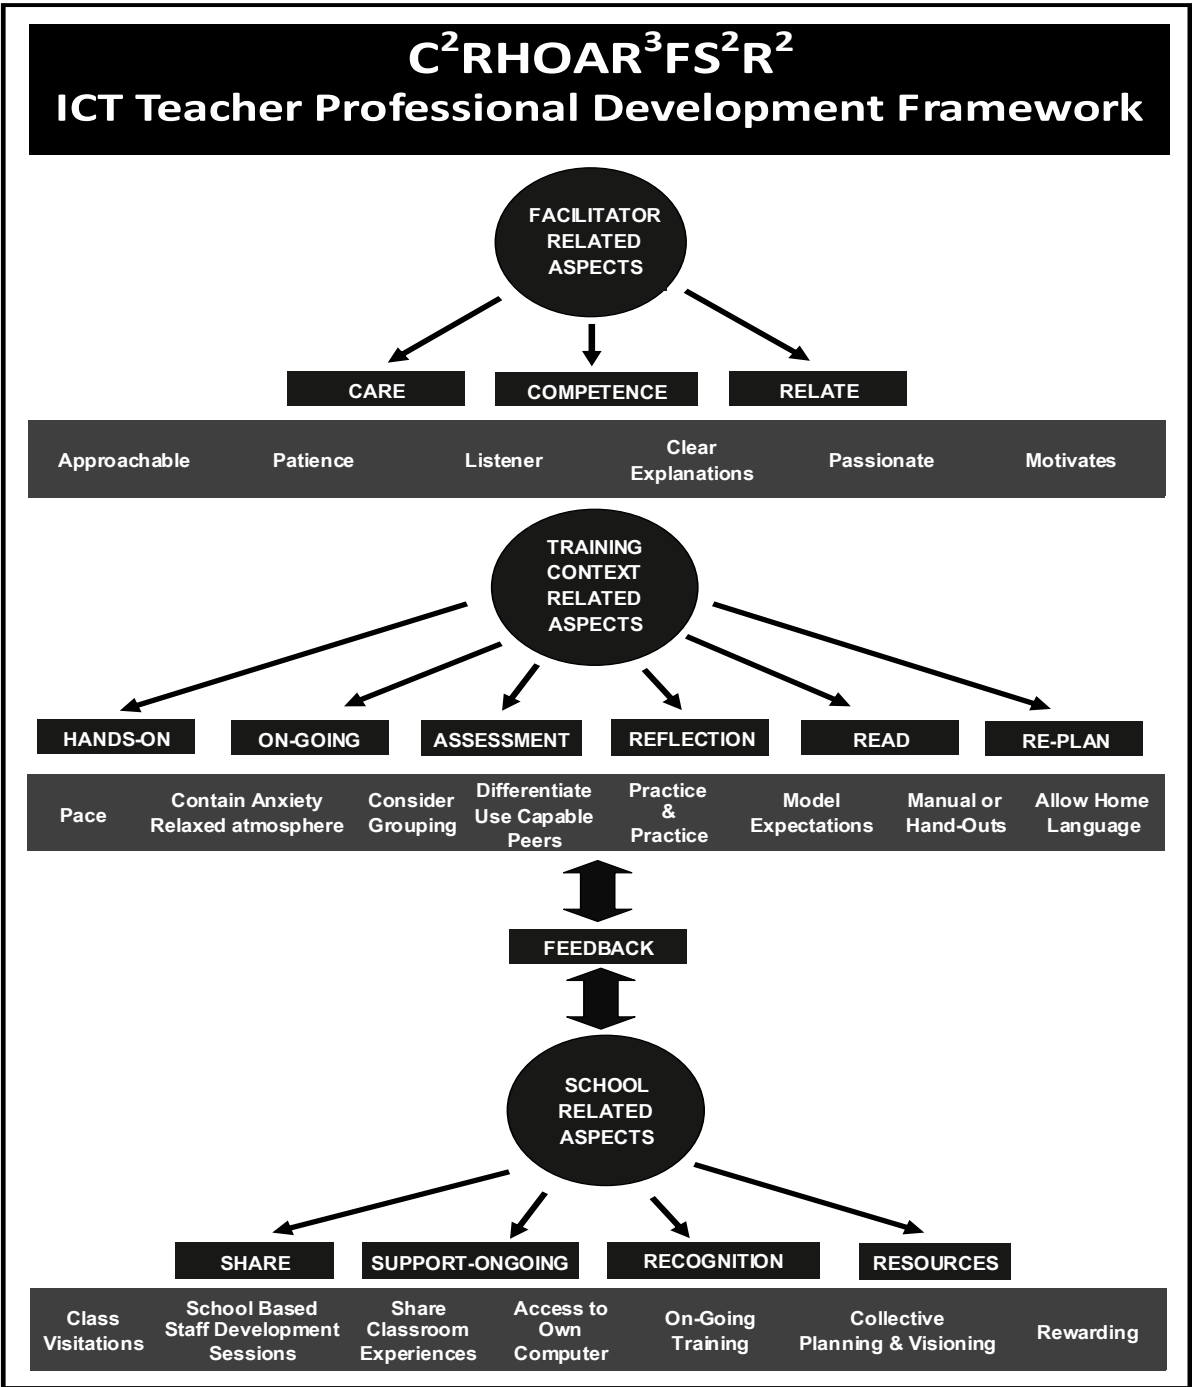 C²RHOAR³FS²R²
ICT Teacher Professional Development Framework
FACILITATOR
RELATED
ASPECTS
CARE
COMPETENCE
RELATE
Approachable
Patience
Listener
Clear
Explanations
Passionate
Motivates
TRAINING
CONTEXT
RELATED
ASPECTS
HANDS-ON
ON-GOING
ASSESSMENT
REFLECTION
READ
RE-PLAN
Pace
Contain Anxiety
Relaxed atmosphere
Consider
Grouping
Differentiate
Use Capable
Peers
Practice
&
Practice
Model
Expectations
Manual or
Hand-Outs
Allow Home
Language
FEEDBACK
SCHOOL
RELATED
ASPECTS
SHARE
SUPPORT-ONGOING
RECOGNITION
RESOURCES
Class
Visitations
School Based
Staff Development
Sessions
Share
Classroom
Experiences
Access to
Own
Computer
On-Going
Training
Collective
Planning & Visioning
Rewarding